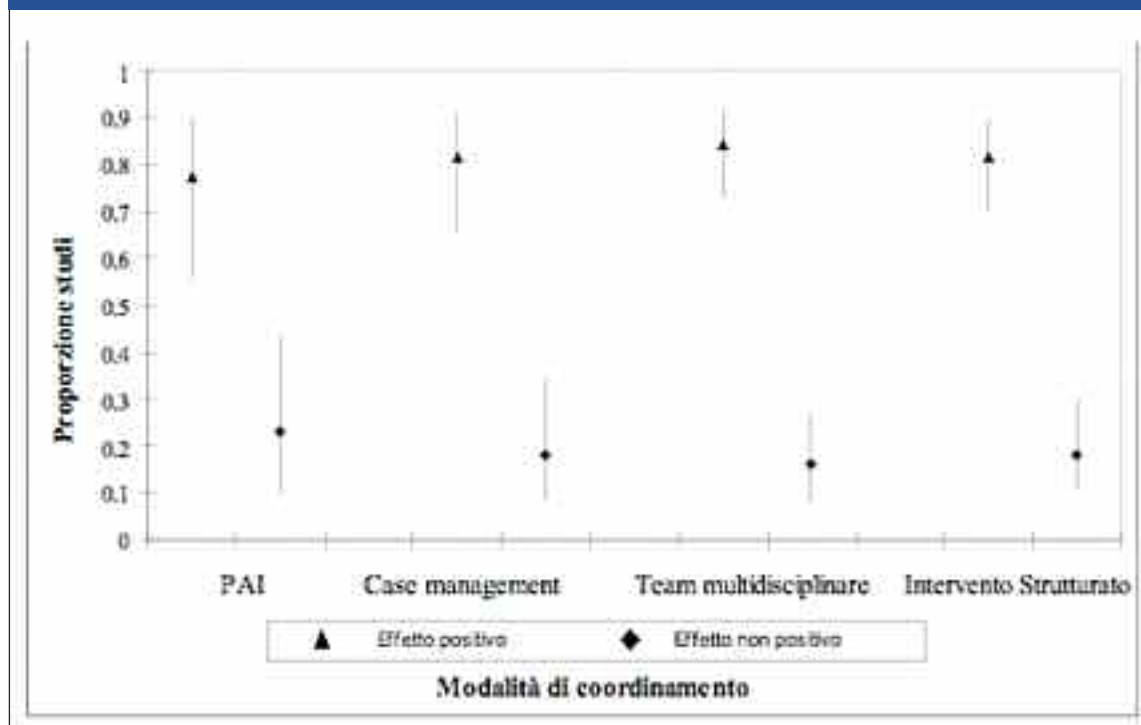 Proporzione studi
1
0.9
0.8
0.7
0.6
0.5
0.4
0.3
0.2
0.1
0
PAI Case management Team multidisciplinare Intervento Strutturato
Effetto positivo Effetto non positivo
Modalità di coordinamento